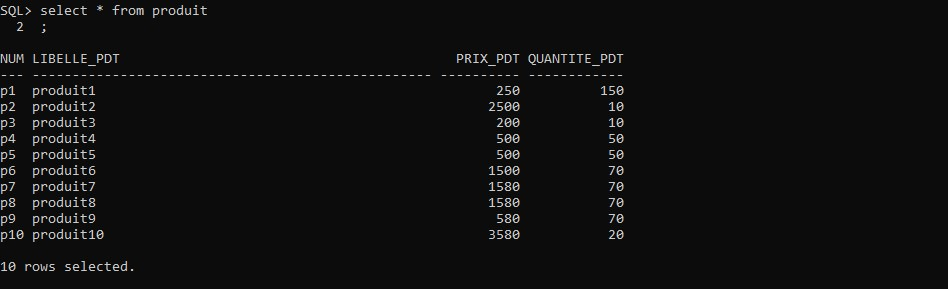 SQL> select * from produit
  2  ;
NUM LIBELLE_PDT                                          PRIX_PDT QUANTITE_PDT
--- -------------------------------------------------- ---------- ------------
p1  produit1                                                  250          150
p2  produit2                                                 2500           10
p3  produit3                                                  200           10
p4  produit4                                                  500           50
p5  produit5                                                  500           50
p6  produit6                                                 1500           70
p7  produit7                                                 1580           70
p8  produit8                                                 1580           70
p9  produit9                                                  580           70
p10 produit10                                                3580           20
10 rows selected.